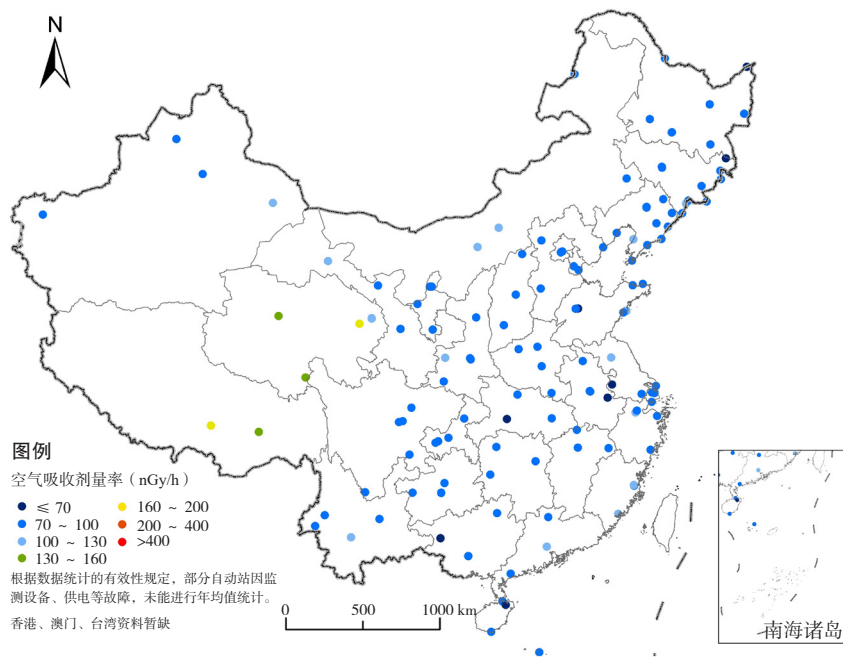 N
图例
空气吸收剂量率（nGy/h）
≤ 70
160 ~ 200
70 ~ 100
200 ~ 400
100 ~ 130
>400
130 ~ 160
根据数据统计的有效性规定，部分自动站因监
测设备、供电等故障，未能进行年均值统计。
香港、澳门、台湾资料暂缺
0 500 1000 km
南海诸岛